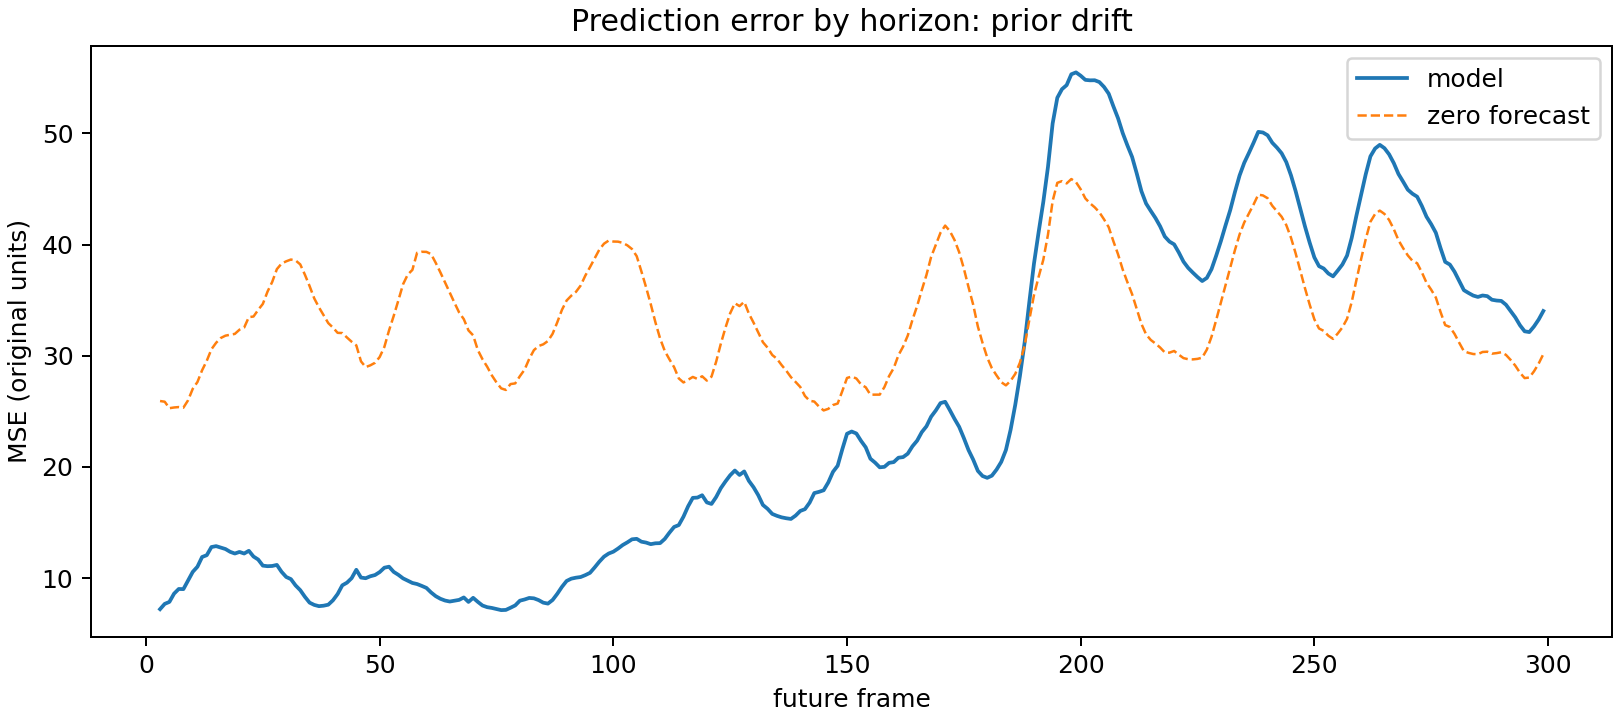 Prediction error by horizon: prior drift
model
zero forecast
MSE (original units)
50
40
30
20
10
0 50 100 150 200 250 300
future frame